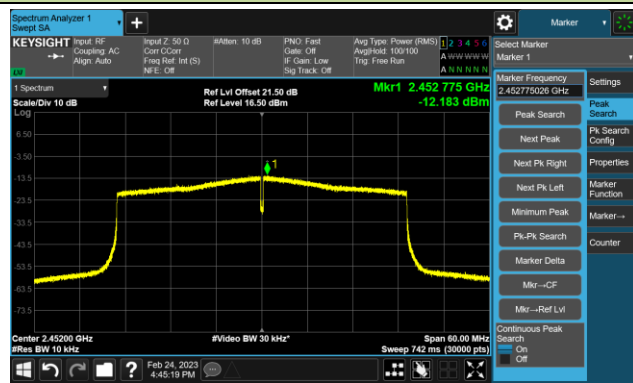 Spectrum Analyzer 1
Swept SA
Marker
KEYSIGHT
Input: RF
Coupling: AC
Align: Auto
Input Z: 50 Ω
Corr CCorr
Freq Ref: Int (S)
NFE: Off
#Atten: 10 dB
PNO: Fast
Gate: Off
IF Gain: Low
Sig Track: Off
Avg Type: Power (RMS)
Avg|Hold: 100/100
Trig: Free Run
1 2 3 4 5 6
A W W W W W
A N N N N N
LXI
Select Marker
Marker 1
1 Spectrum
Scale/Div 10 dB
Log
Ref Lvl Offset 21.50 dB
Ref Level 16.50 dBm
Mkr1 2.452 775 GHz
-12.183 dBm
6.50
-3.50
-13.5
-23.5
-33.5
-43.5
-53.5
-63.5
-73.5
1
Center 2.45200 GHz
#Res BW 10 kHz
#Video BW 30 kHz*
Span 60.00 MHz
Sweep 742 ms (30000 pts)
Marker Frequency
2.452775026 GHz
Peak Search
Next Peak
Next Pk Right
Next Pk Left
Minimum Peak
Pk-Pk Search
Marker Delta
Mkr→CF
Mkr→Ref Lvl
Continuous Peak
Search
On
Off
Settings
Peak
Search
Pk Search
Config
Properties
Marker
Function
Marker→
Counter
?
Feb 24, 2023
4:45:19 PM